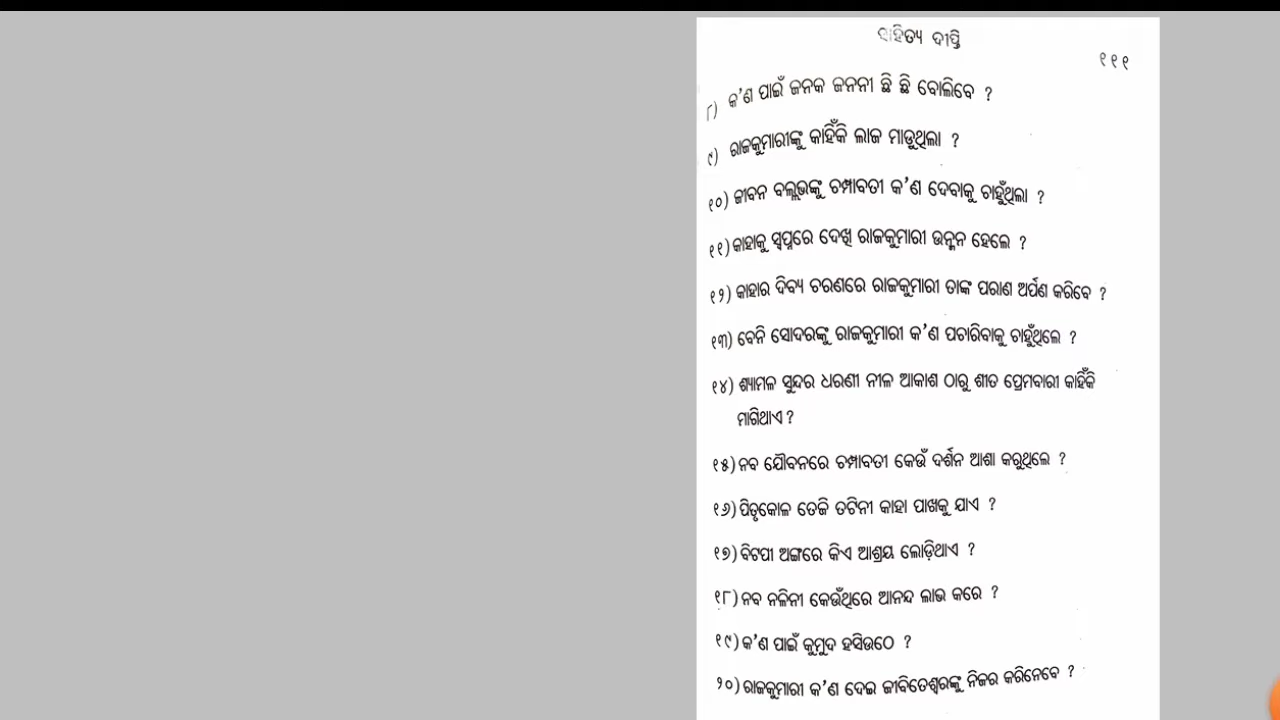 ସାହିତ୍ୟ ଦୀପ୍ତି
୧୧୧
୮) କ'ଣ ପାଇଁ ଜନକ ଜନନୀ ଛି ଛି ବୋଲିବେ ?
୯) ରାଜକୁମାରୀଙ୍କୁ କାହିଁକି ଲାଜ ମାଡୁଥିଲା ?
୧୦) ଜୀବନ ବଲ୍ଲଭଙ୍କୁ ଚମ୍ପାବତୀ କ'ଣ ଦେବାକୁ ଚାହୁଁଥିଲା ?
୧୧) କାହାକୁ ସ୍ୱପ୍ନରେ ଦେଖି ରାଜକୁମାରୀ ଉନ୍ମନ ହେଲେ ?
୧୨) କାହାର ଦିବ୍ୟ ଚରଣରେ ରାଜକୁମାରୀ ତାଙ୍କ ପରାଣ ଅର୍ପଣ କରିବେ ?
୧୩) ବେନି ସୋଦରଙ୍କୁ ରାଜକୁମାରୀ କ'ଣ ପଚାରିବାକୁ ଚାହୁଁଥିଲେ ?
୧୪) ଶ୍ୟାମଳ ସୁନ୍ଦର ଧରଣୀ ନୀଳ ଆକାଶ ଠାରୁ ଶୀତ ପ୍ରେମବାରୀ କାହିଁକି
ମାଗିଥାଏ ?
୧୫) ନବ ଯୌବନରେ ଚମ୍ପାବତୀ କେଉଁ ଦର୍ଶନ ଆଶା କରୁଥିଲେ ?
୧୬) ପିତୃକୋଳ ତେଜି ତଟିନୀ କାହା ପାଖକୁ ଯାଏ ?
୧୭) ବିଟପୀ ଅଙ୍ଗରେ କିଏ ଆଶ୍ରୟ ଲୋଡ଼ିଥାଏ ?
୧୮) ନବ ନଳିନୀ କେଉଁଥିରେ ଆନନ୍ଦ ଲାଭ କରେ ?
୧୯) କ'ଣ ପାଇଁ କୁମୁଦ ହସିଉଠେ ?
୨୦) ରାଜକୁମାରୀ କ'ଣ ଦେଇ ଜୀବିତେଶ୍ୱରଙ୍କୁ ନିଜର କରିନେବେ ?